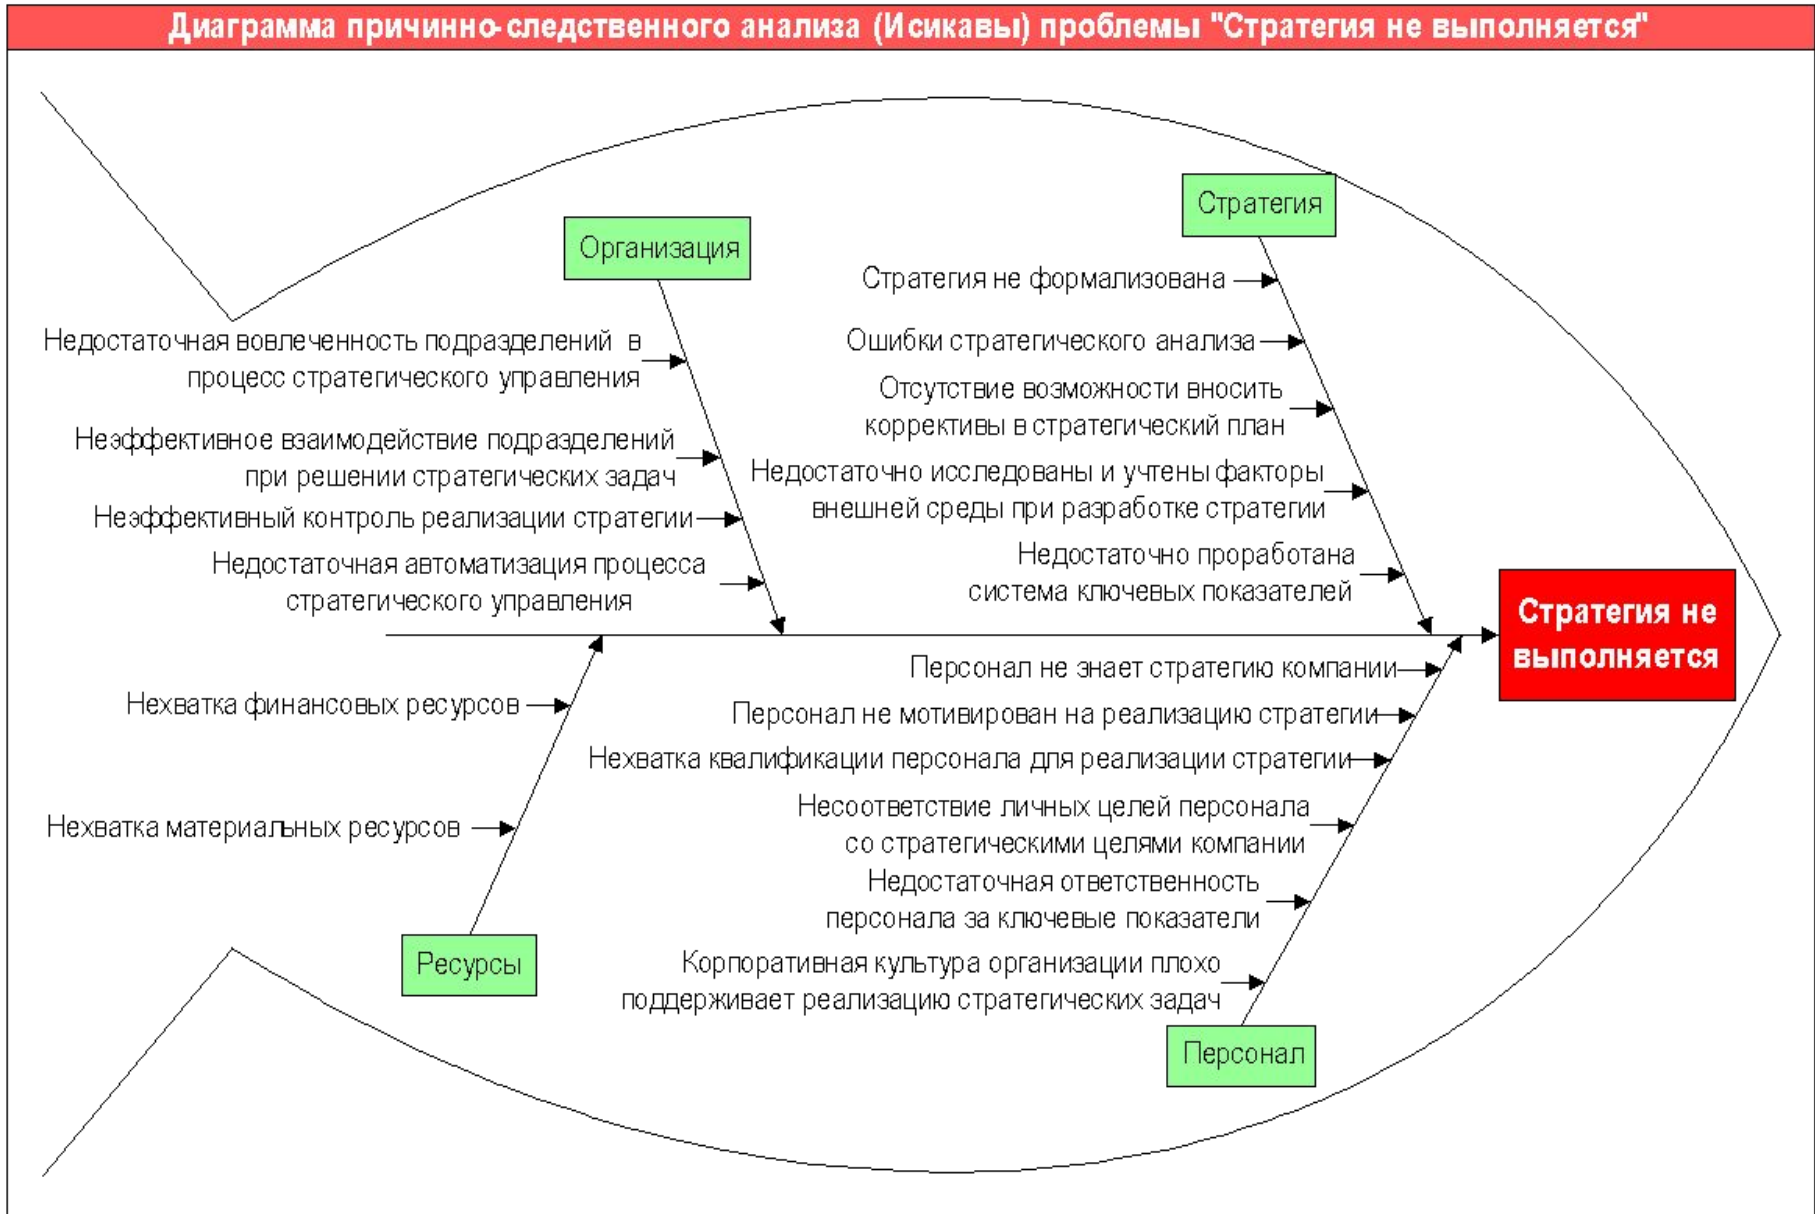 Диаграмма причинно-следственного анализа (Исикавы) проблемы "Стратегия не выполняется"
Стратегия
Организация
Стратегия не формализована
Ошибки стратегического анализа
Отсутствие возможности вносить
коррективы в стратегический план
Недостаточно исследованы и учтены факторы
внешней среды при разработке стратегии
Недостаточно проработана
система ключевых показателей
Недостаточная вовлеченность подразделений в
процесс стратегического управления
Неэффективное взаимодействие подразделений
при решении стратегических задач
Неэффективный контроль реализации стратегии
Недостаточная автоматизация процесса
стратегического управления
Стратегия не
выполняется
Нехватка финансовых ресурсов
Нехватка материальных ресурсов
Ресурсы
Персонал не знает стратегию компании
Персонал не мотивирован на реализацию стратегии
Нехватка квалификации персонала для реализации стратегии
Несоответствие личных целей персонала
со стратегическими целями компании
Недостаточная ответственность
персонала за ключевые показатели
Корпоративная культура организации плохо
поддерживает реализацию стратегических задач
Персонал